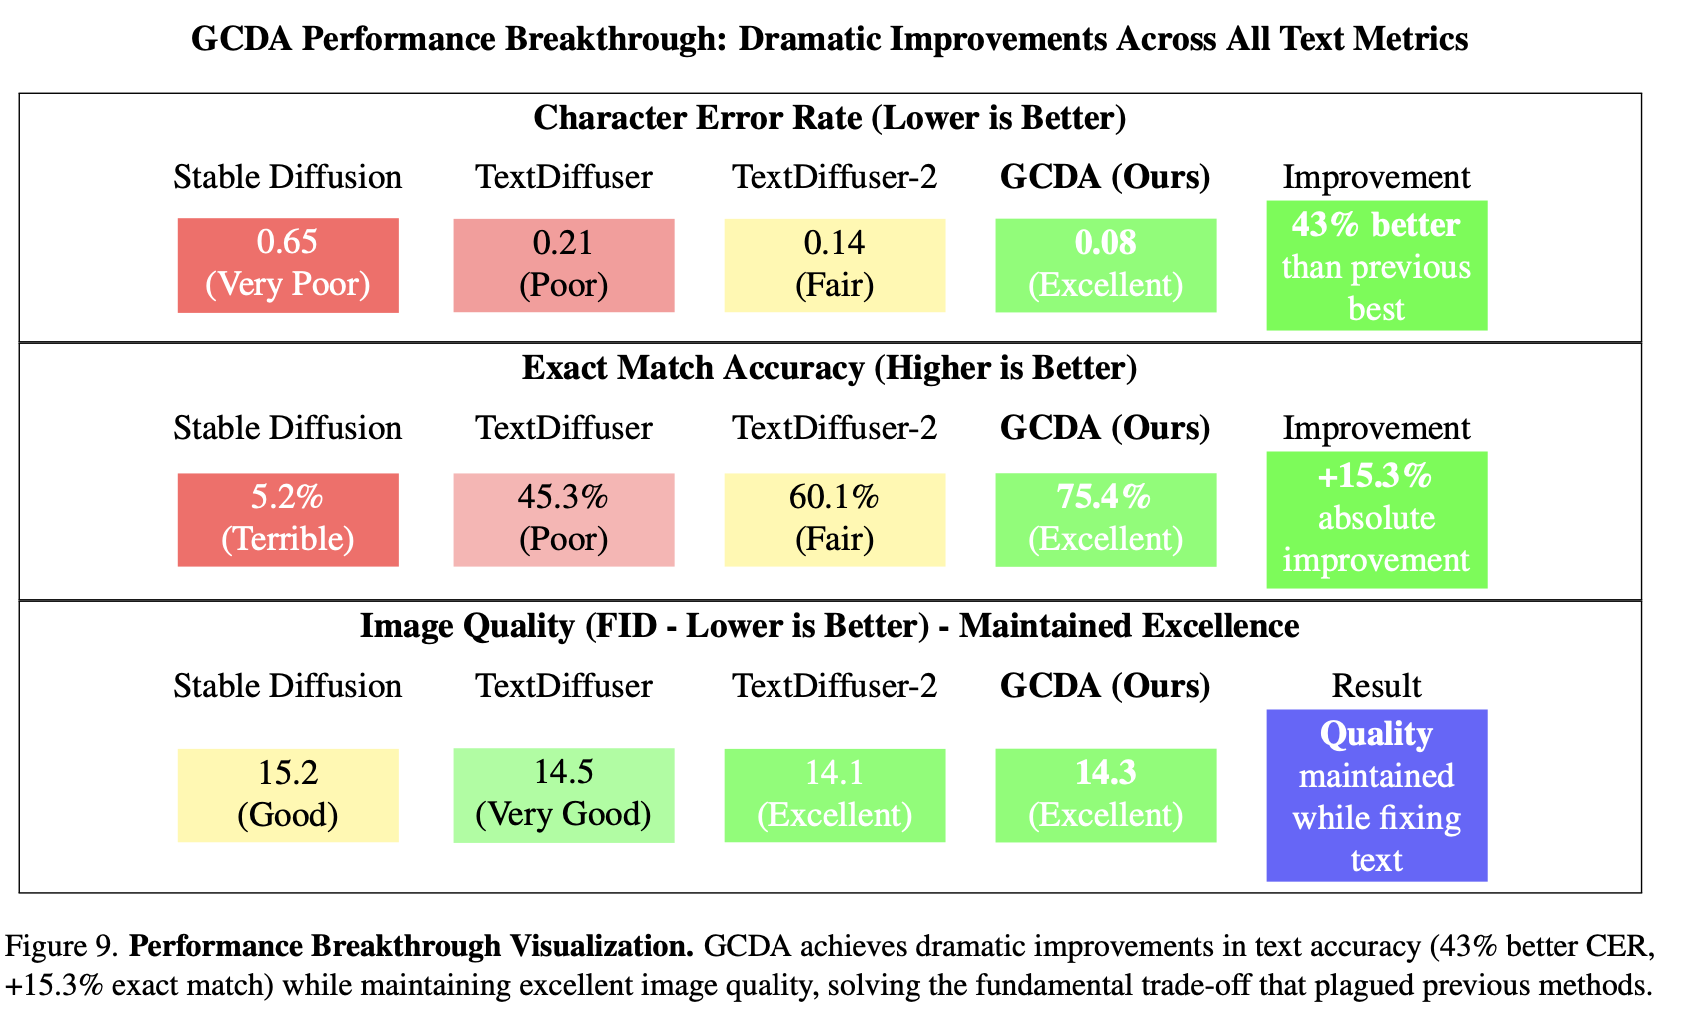 GCDA Performance Breakthrough: Dramatic Improvements Across All Text Metrics
Character Error Rate (Lower is Better)
Stable Diffusion TextDiffuser TextDiffuser-2 GCDA (Ours) Improvement
0.65 0.21 0.14 0.08 43% better
(Very Poor) (Poor) (Fair) (Excellent) than previous
best
Exact Match Accuracy (Higher is Better)
Stable Diffusion TextDiffuser TextDiffuser-2 GCDA (Ours) Improvement
5.2% 45.3% 60.1% 75.4% +15.3%
(Terrible) (Poor) (Fair) (Excellent) absolute
improvement
Image Quality (FID - Lower is Better) - Maintained Excellence
Stable Diffusion TextDiffuser TextDiffuser-2 GCDA (Ours) Result
15.2 14.5 14.1 14.3 Quality
(Good) (Very Good) (Excellent) (Excellent) maintained
while fixing
text
Figure 9. Performance Breakthrough Visualization. GCDA achieves dramatic improvements in text accuracy (43% better CER,
+15.3% exact match) while maintaining excellent image quality, solving the fundamental trade-off that plagued previous methods.